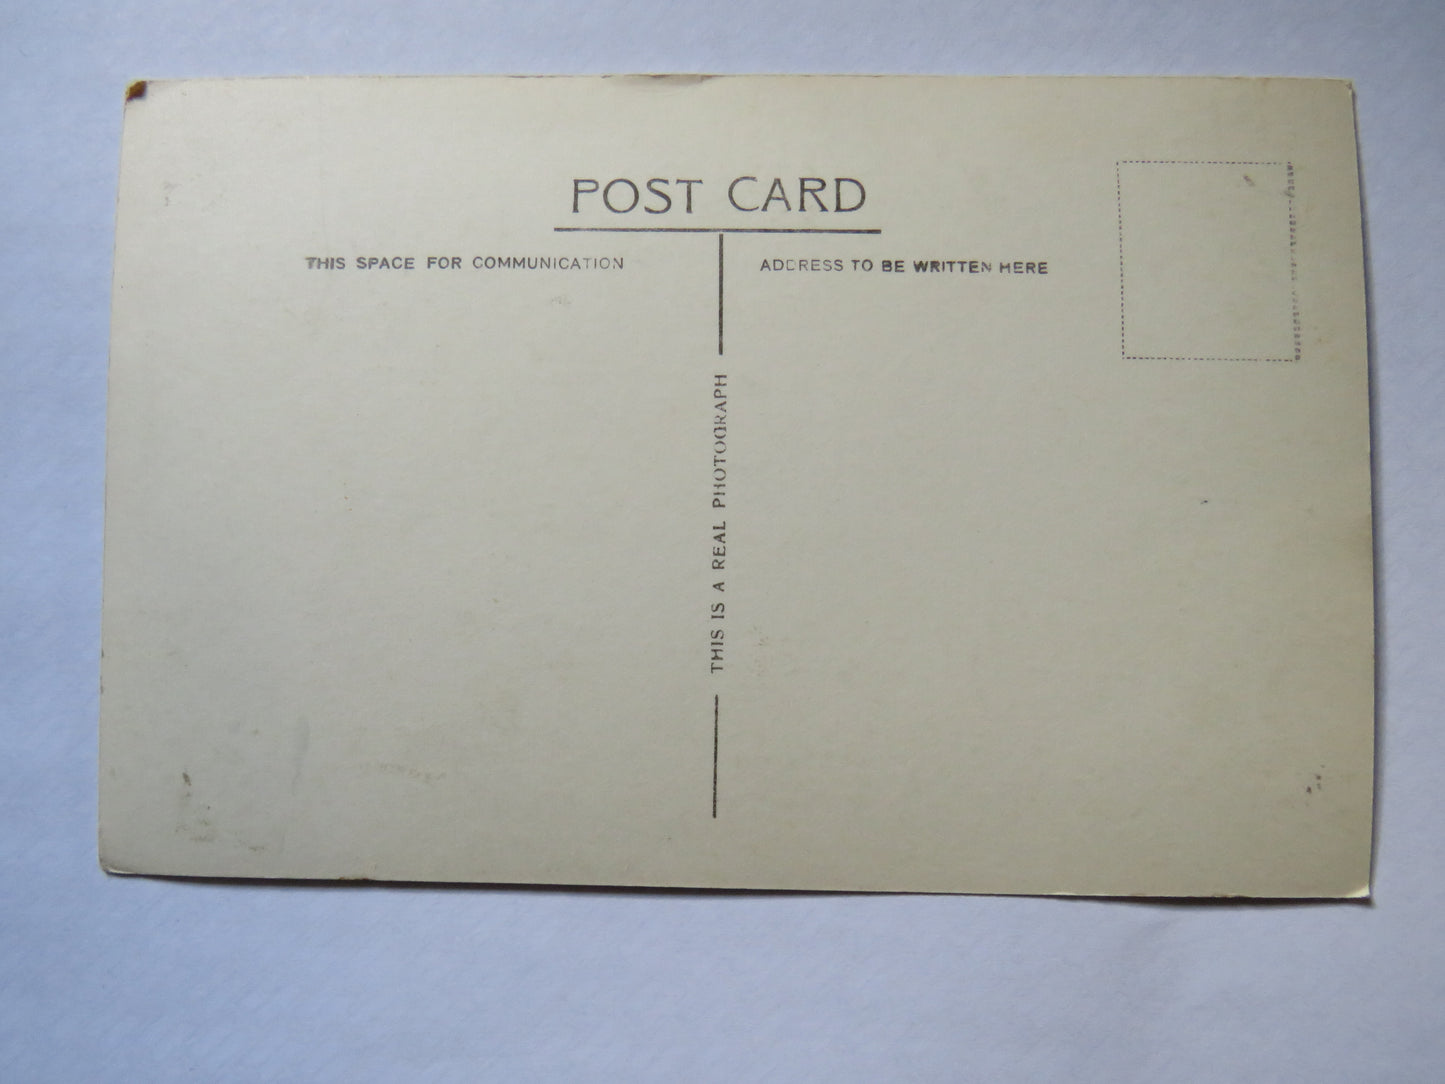 POST CARD
THIS SPACE FOR COMMUNICATION
ADDRESS TO BE WRITTEN HERE
THIS IS A REAL PHOTOGRAPH